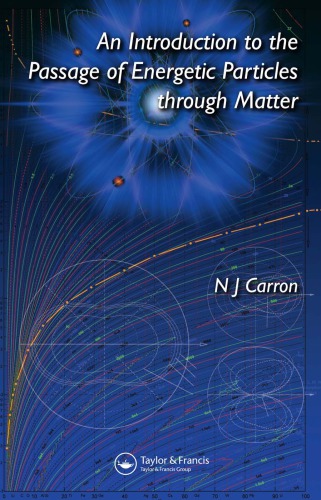 An Introduction to the
Passage of Energetic Particles
through Matter
N J Carron
Taylor & Francis
Taylor & Francis Group